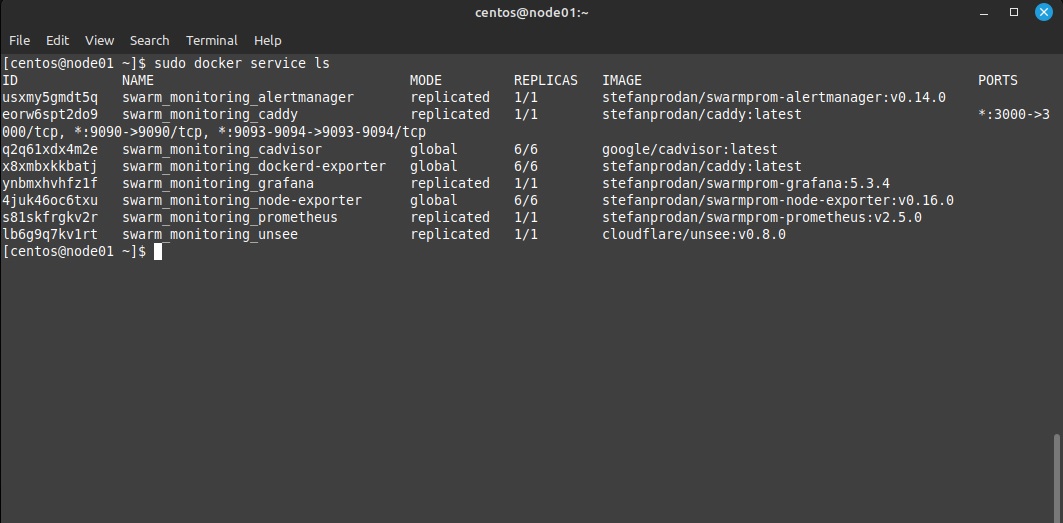 centos@node01:~
File Edit View Search Terminal Help
[centos@node01 ~]$ sudo docker service ls
ID NAME MODE REPLICAS IMAGE PORTS
usxmy5gmdt5q swarm_monitoring_alertmanager replicated 1/1 stefanprodan/swarmprom-alertmanager:v0.14.0
eorw6spt2do9 swarm_monitoring_caddy replicated 1/1 stefanprodan/caddy:latest *:3000->3
000/tcp, *:9090->9090/tcp, *:9093-9094->9093-9094/tcp
q2q61xdx4m2e swarm_monitoring_cadvisor global 6/6 google/cadvisor:latest
x8xmbxkkbatj swarm_monitoring_dockerd-exporter global 6/6 stefanprodan/caddy:latest
ynbmxhvhfz1f swarm_monitoring_grafana replicated 1/1 stefanprodan/swarmprom-grafana:5.3.4
4juk46oc6txu swarm_monitoring_node-exporter global 6/6 stefanprodan/swarmprom-node-exporter:v0.16.0
s81skfrgkv2r swarm_monitoring_prometheus replicated 1/1 stefanprodan/swarmprom-prometheus:v2.5.0
lb6g9q7kv1rt swarm_monitoring_unsee replicated 1/1 cloudflare/unsee:v0.8.0
[centos@node01 ~]$